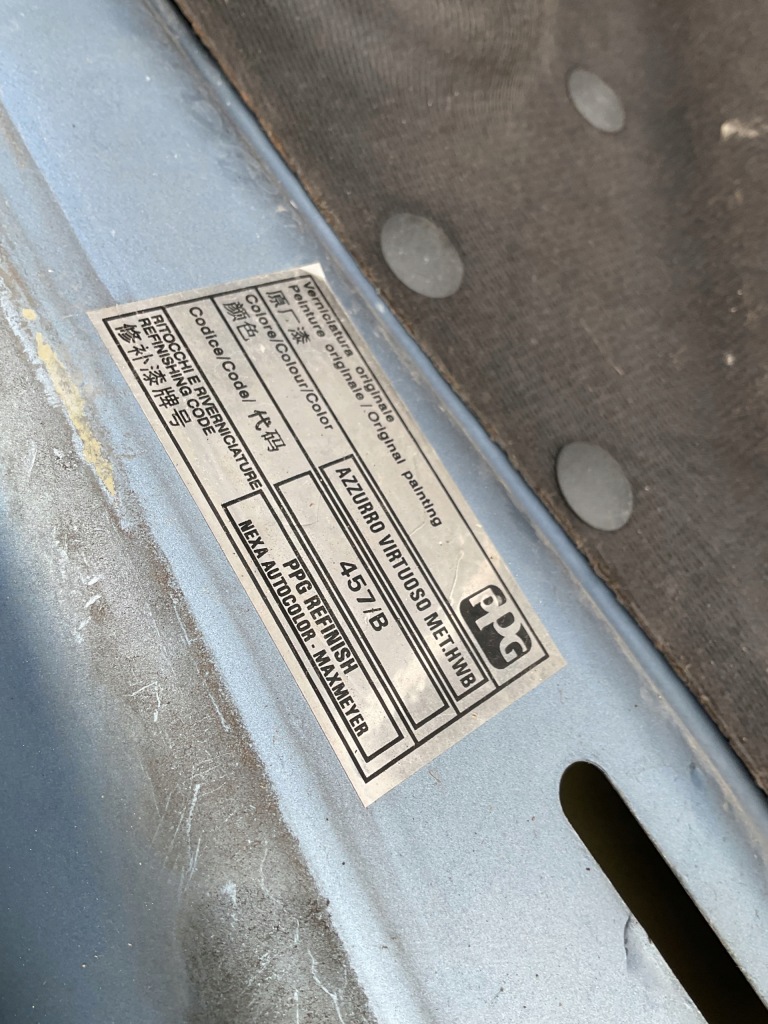 Verniciatura originale
Peinture originale/Original painting
原厂漆
PPG
Colore/Colour/Color
颜色
AZZURRO VIRTUOSO MET.HWB
Codice/Code/代码
457/B
RITOCCHI E RIVERNICIATURE
REFINISHING CODE
修补漆牌号
PPG REFINISH
NEXA AUTOCOLOR - MAXMEYER